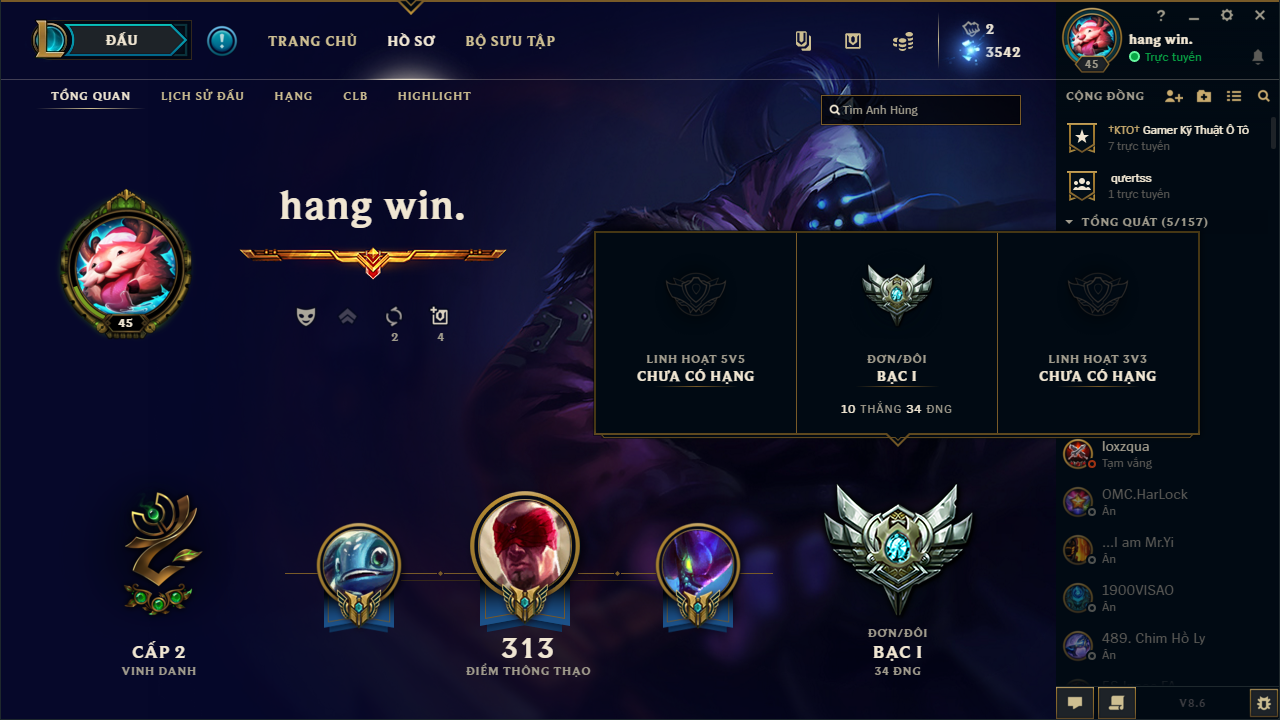 ĐẤU
TRANG CHỦ
HỒ SƠ
BỘ SƯU TẬP
2
3542
hang win.
Trực tuyến
45
TỔNG QUAN
LỊCH SỬ ĐẤU
HẠNG
CLB
HIGHLIGHT
Tìm Anh Hùng
CỘNG ĐỒNG
†KTO† Gamer Kỹ Thuật Ô Tô
7 trực tuyến
qưertss
1 trực tuyến
TỔNG QUÁT (5/157)
hang win.
45
2
4
LINH HOẠT 5V5
CHƯA CÓ HẠNG
ĐƠN/ĐÔI
BẠC I
10 THẮNG 34 ĐNG
LINH HOẠT 3V3
CHƯA CÓ HẠNG
loxzqua
Tạm vắng
OMC.HarLock
Ẩn
...I am Mr.Yi
Ẩn
1900VISAO
Ẩn
489. Chim Hồ Ly
Ẩn
CẤP 2
VINH DANH
313
ĐIỂM THÔNG THẠO
ĐƠN/ĐÔI
BẠC I
34 ĐNG
V8.6